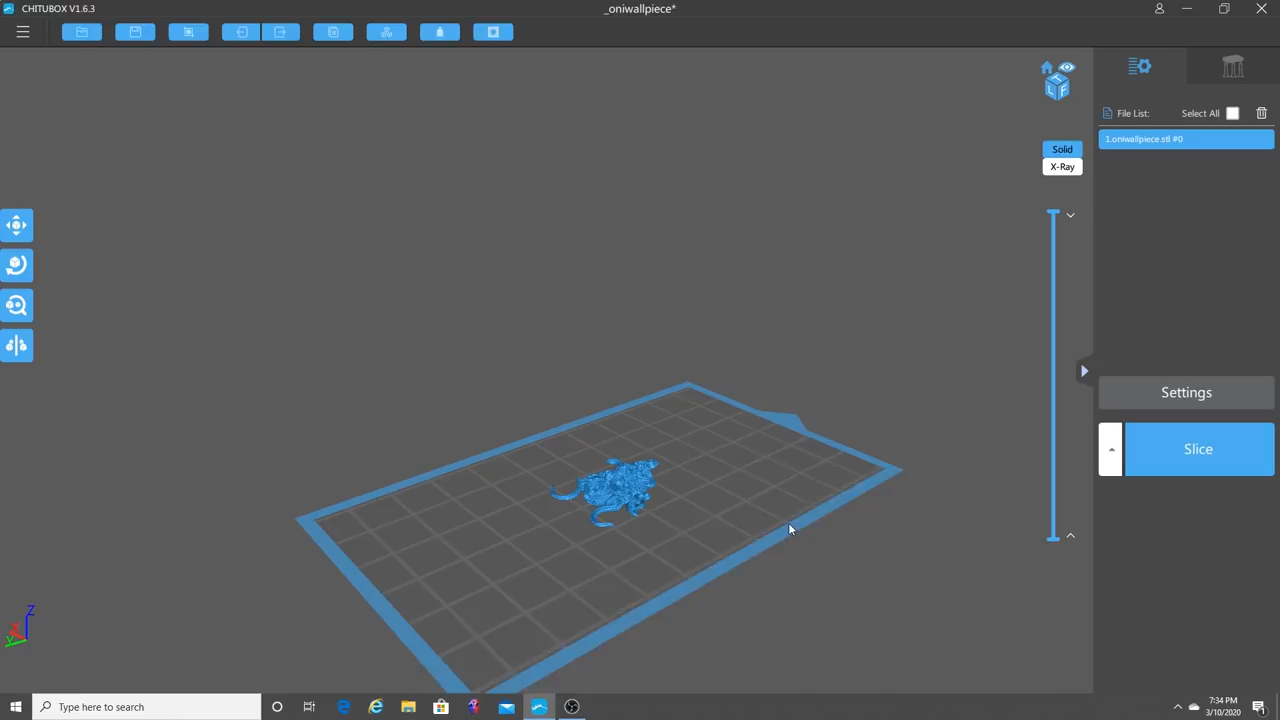 CHITUBOX V1.6.3
_oniwallpiece*
T
L F
File List:
Select All
1.oniwallpiece.stl #0
Solid
X-Ray
Settings
Slice
Z
X
Y
Type here to search
7:34 PM
3/10/2020
1